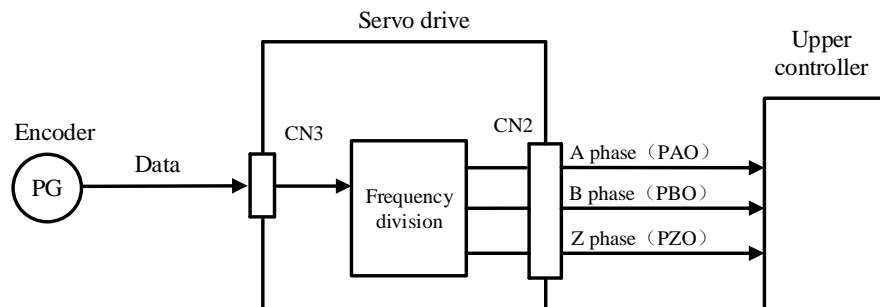 Servo drive
Upper
controller
Encoder
PG
Data
CN3
Frequency
division
CN2
A phase（PAO）
B phase（PBO）
Z phase（PZO）